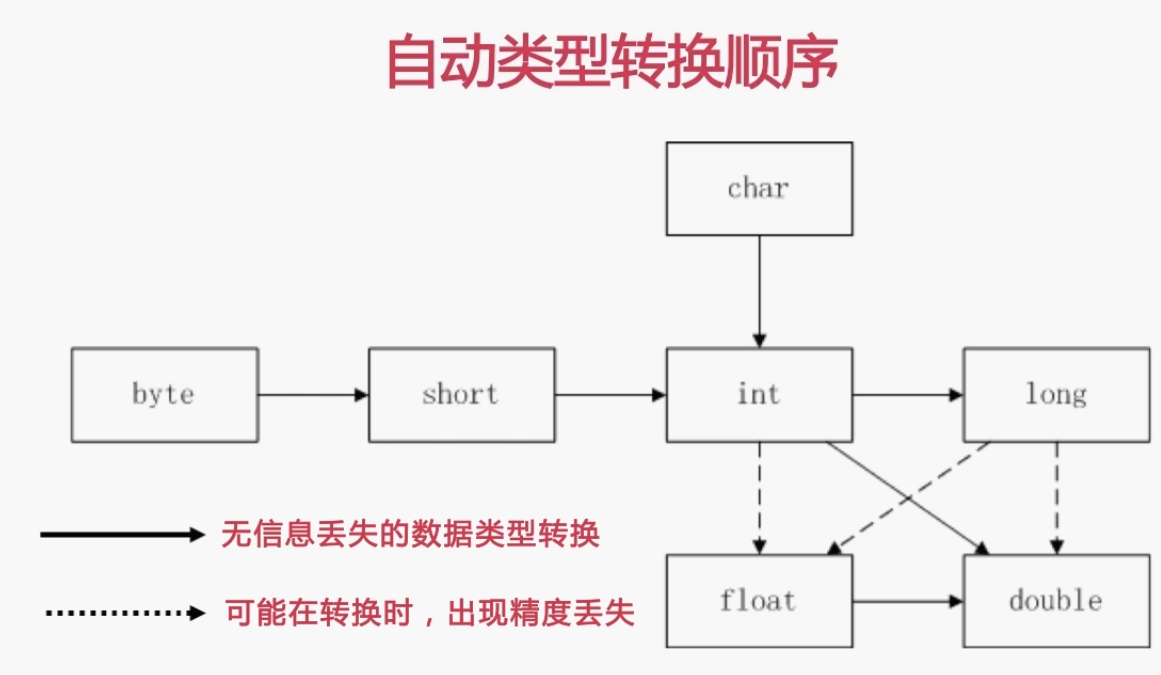 自动类型转换顺序
char
byte
short
int
long
无信息丢失的数据类型转换
float
double
可能在转换时，出现精度丢失